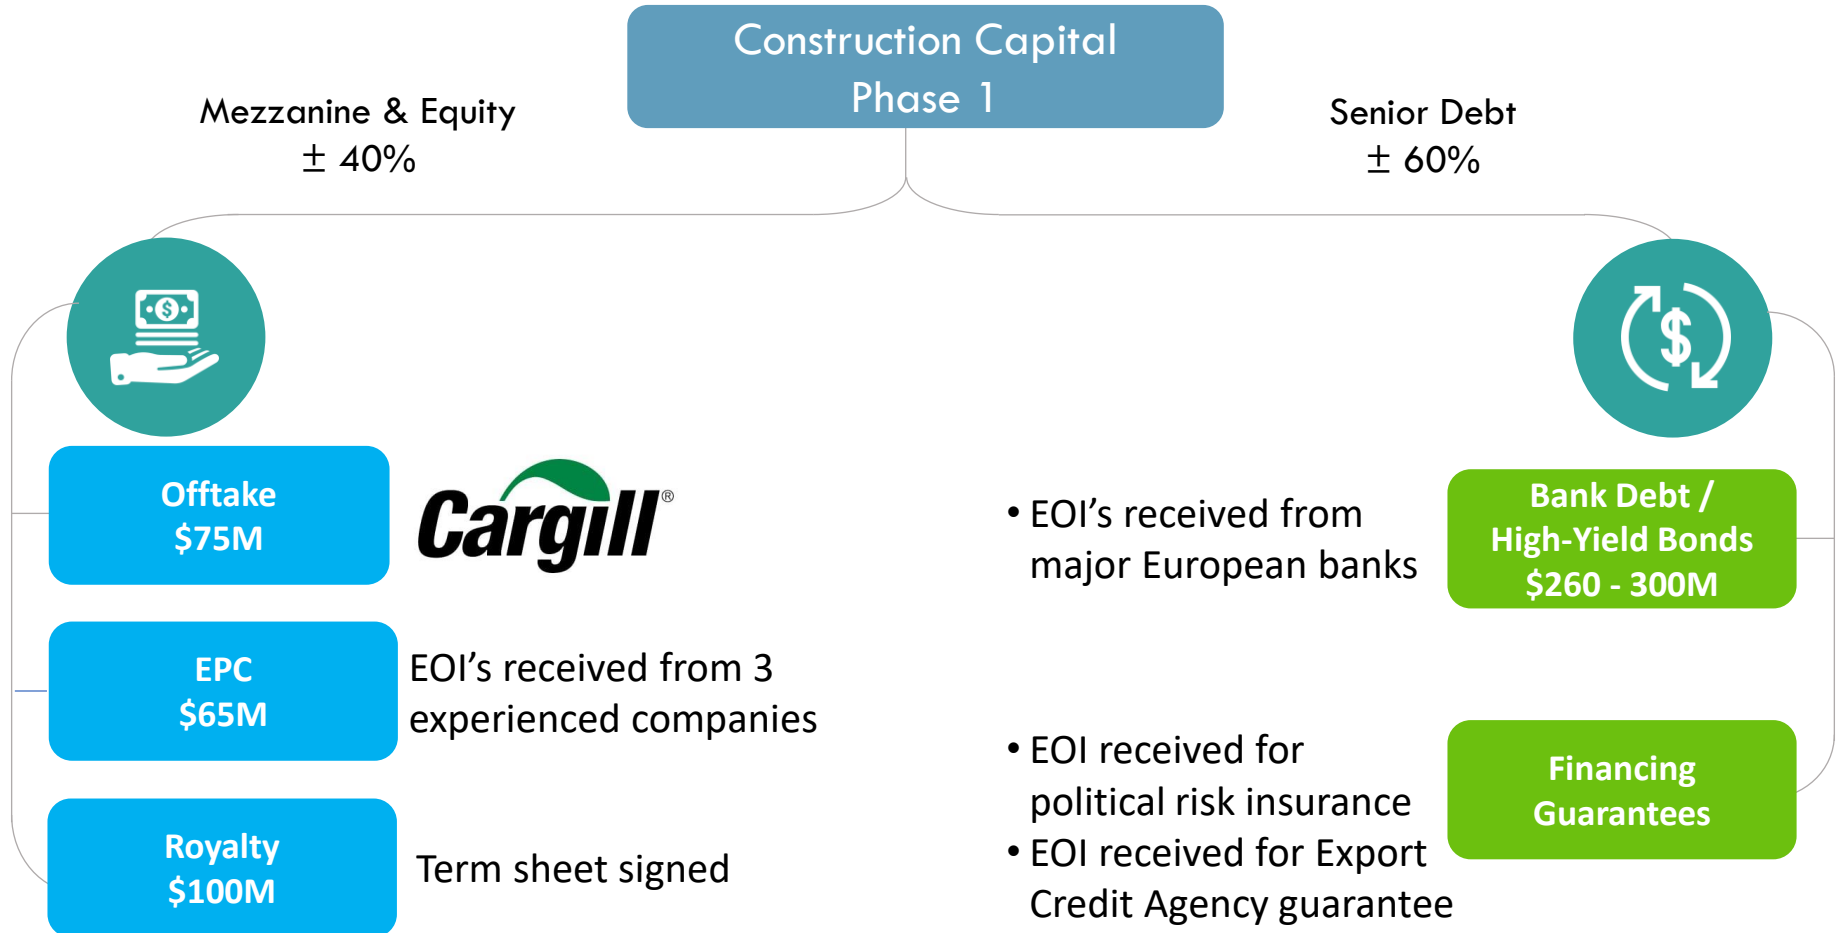 Construction Capital
Phase 1
Mezzanine & Equity
± 40%
Senior Debt
± 60%
Offtake
$75M
Cargill®
EPC
$65M
EOI’s received from 3
experienced companies
Royalty
$100M
Term sheet signed
• EOI’s received from
major European banks
Bank Debt /
High-Yield Bonds
$260 - 300M
• EOI received for
political risk insurance
• EOI received for Export
Credit Agency guarantee
Financing
Guarantees